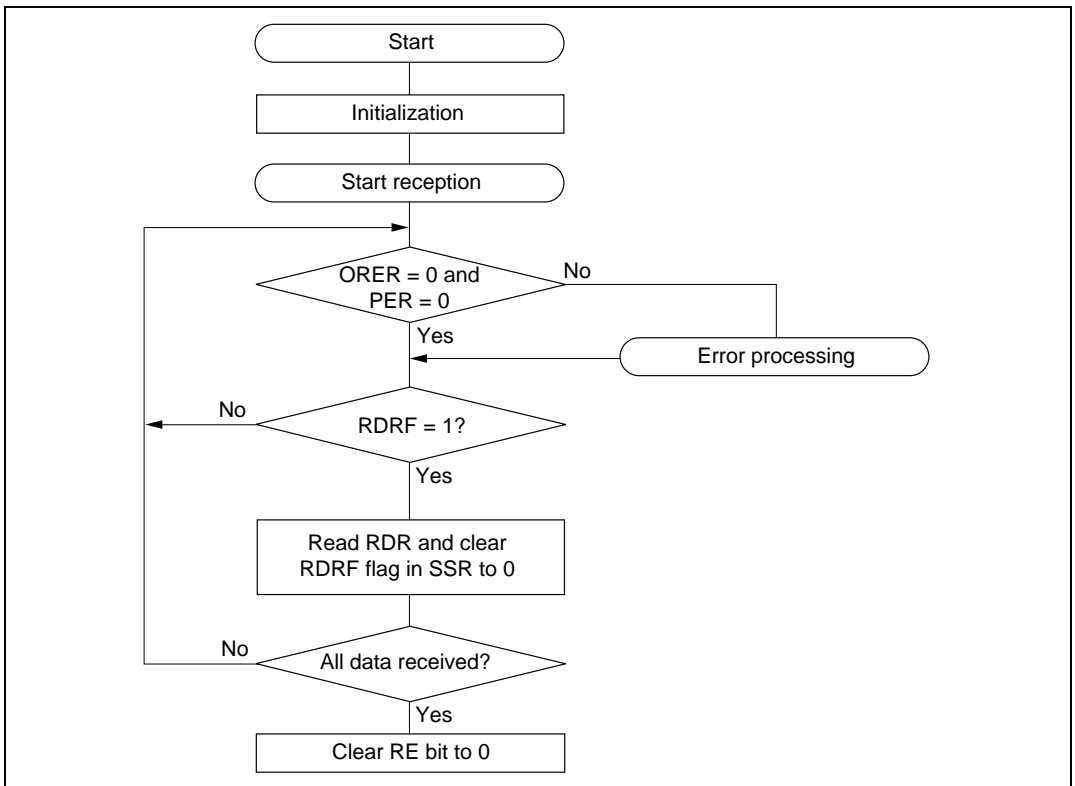 Start
Initialization
Start reception
ORER = 0 and
PER = 0
No
Yes
Error processing
No
RDRF = 1?
Yes
Read RDR and clear
RDRF flag in SSR to 0
No
All data received?
Yes
Clear RE bit to 0